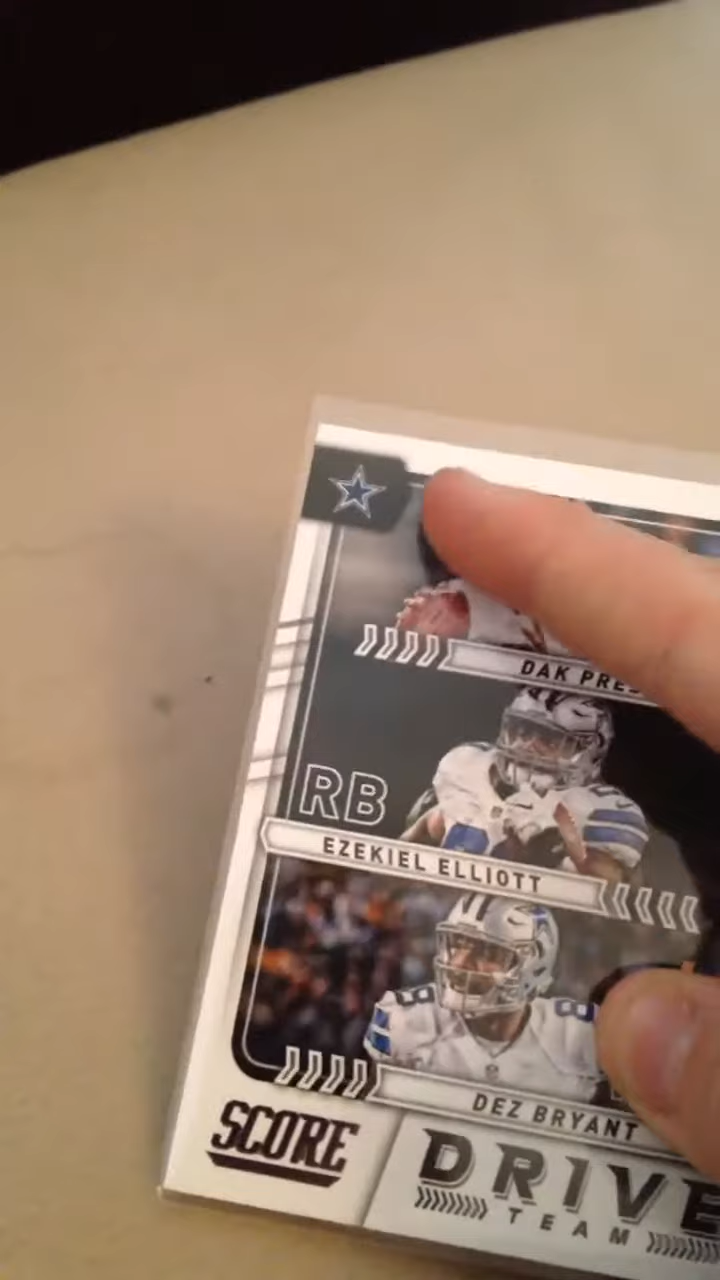 DAK PRES
RB
EZEKIEL ELLIOTT
DEZ BRYANT
SCORE
DRIVE
TEAM